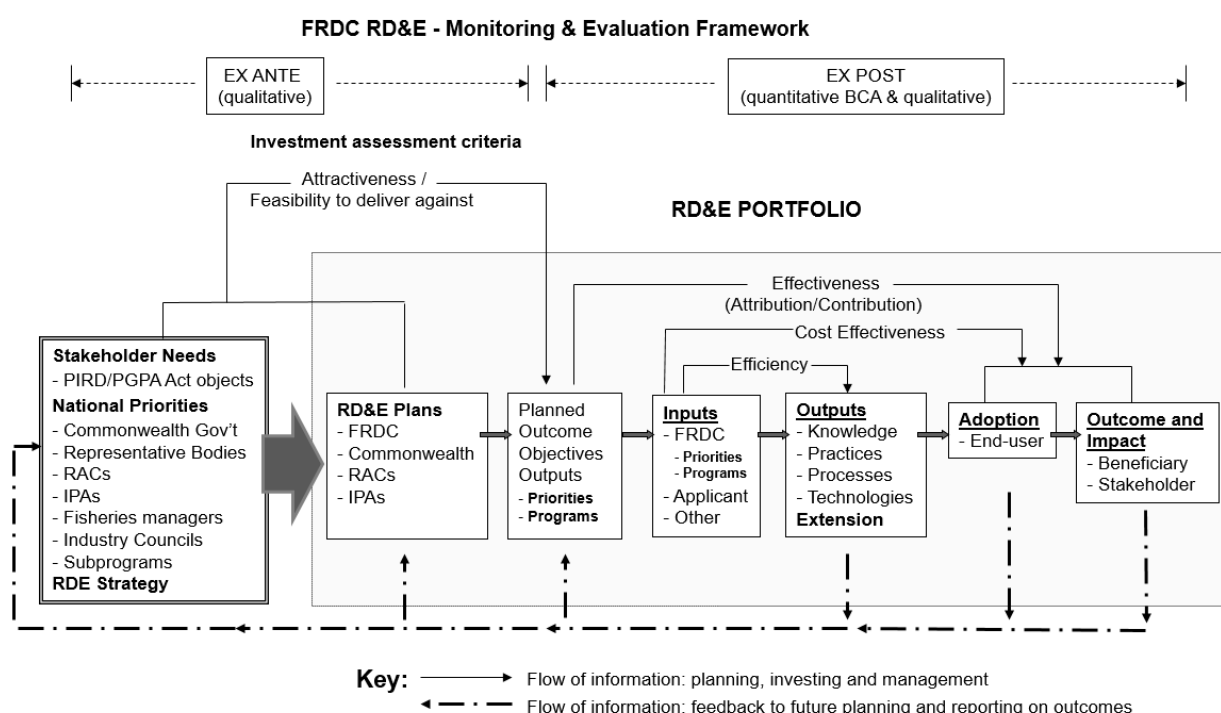 FRDC RD&E - Monitoring & Evaluation Framework
EX ANTE
(qualitative)
EX POST
(quantitative BCA & qualitative)
Investment assessment criteria
Attractiveness /
Feasibility to deliver against
RD&E PORTFOLIO
Effectiveness
(Attribution/Contribution)
Cost Effectiveness
Efficiency
Stakeholder Needs
- PIRD/PGPA Act objects
National Priorities
- Commonwealth Gov't
- Representative Bodies
- RACs
- IPAs
- Fisheries managers
- Industry Councils
- Subprograms
RDE Strategy
RD&E Plans
- FRDC
- Commonwealth
- RACs
- IPAs
Planned
Outcome
Objectives
Outputs
- Priorities
- Programs
Inputs
- FRDC
- Priorities
- Programs
- Applicant
- Other
Outputs
- Knowledge
- Practices
- Processes
- Technologies
Extension
Adoption
- End-user
Outcome and
Impact
- Beneficiary
- Stakeholder
Key:
Flow of information: planning, investing and management
Flow of information: feedback to future planning and reporting on outcomes